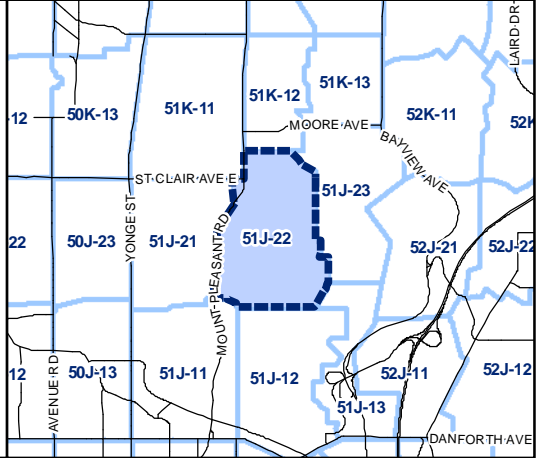 LAIRD DR
51K-13
51K-12
51K-11
50K-13
52K-11
12
52K
MOORE AVE
BAYVIEW AVE
ST CLAIR AVE E
51J-23
YONGE ST
22
50J-23
51J-21
MOUNT PLEASANT RD
51J-22
52J-21
52J-22
12
50J-13
51J-11
51J-12
52J-11
52J-12
AVENUE RD
51J-13
DANFORTH AVE